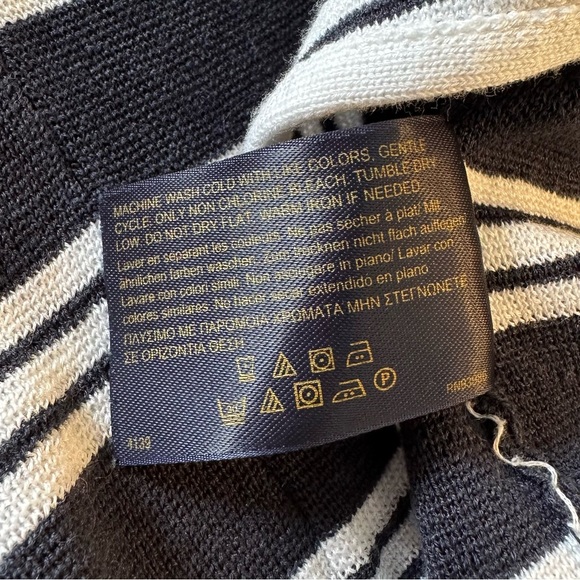 MACHINE WASH COLD WITH LIKE COLORS, GENTLE
CYCLE. ONLY NON CHLORINE BLEACH. TUMBLE DRY
LOW. DO NOT DRY FLAT. WARM IRON IF NEEDED.
Laver en separant les couleurs. Ne pas sécher à plat/ Mit
ähnlichen farben waschen. Zum trocknen nicht flach auflegen
Lavare con colori simili. Non asciugare in piano/ Lavar con
colores similares. No hacer secar extendido en piano
ΠΛΥΣΙΜΟ ΜΕ ΠΑΡΟΜΟΙΑ ΧΡΩΜΑΤΑ ΜΗΝ ΣΤΕΓΝΩΝΕΤΕ
ΣΕ ΟΡΙΖΟΝΤΙΑ ΘΕΣΗ
P
4139